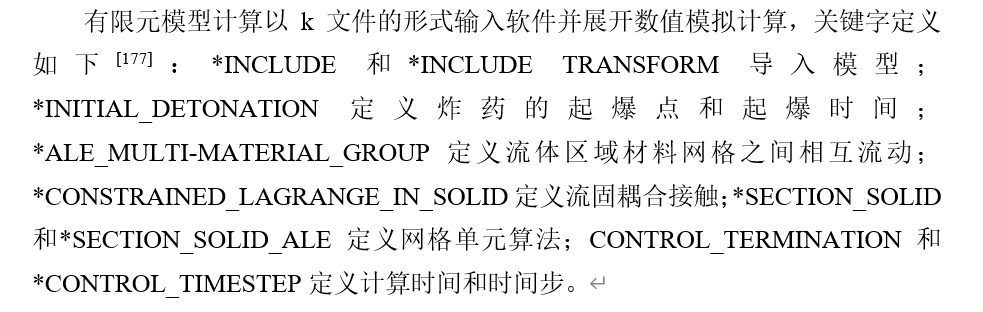 有限元模型计算以 k 文件的形式输入软件并展开数值模拟计算，关键字定义
如下[177]：*INCLUDE 和*INCLUDE TRANSFORM 导入模型；
*INITIAL_DETONATION 定义炸药的起爆点和起爆时间；
*ALE_MULTI-MATERIAL_GROUP 定义流体区域材料网格之间相互流动；
*CONSTRAINED_LAGRANGE_IN_SOLID 定义流固耦合接触；*SECTION_SOLID
和*SECTION_SOLID_ALE 定义网格单元算法；CONTROL_TERMINATION 和
*CONTROL_TIMESTEP 定义计算时间和时间步。↵